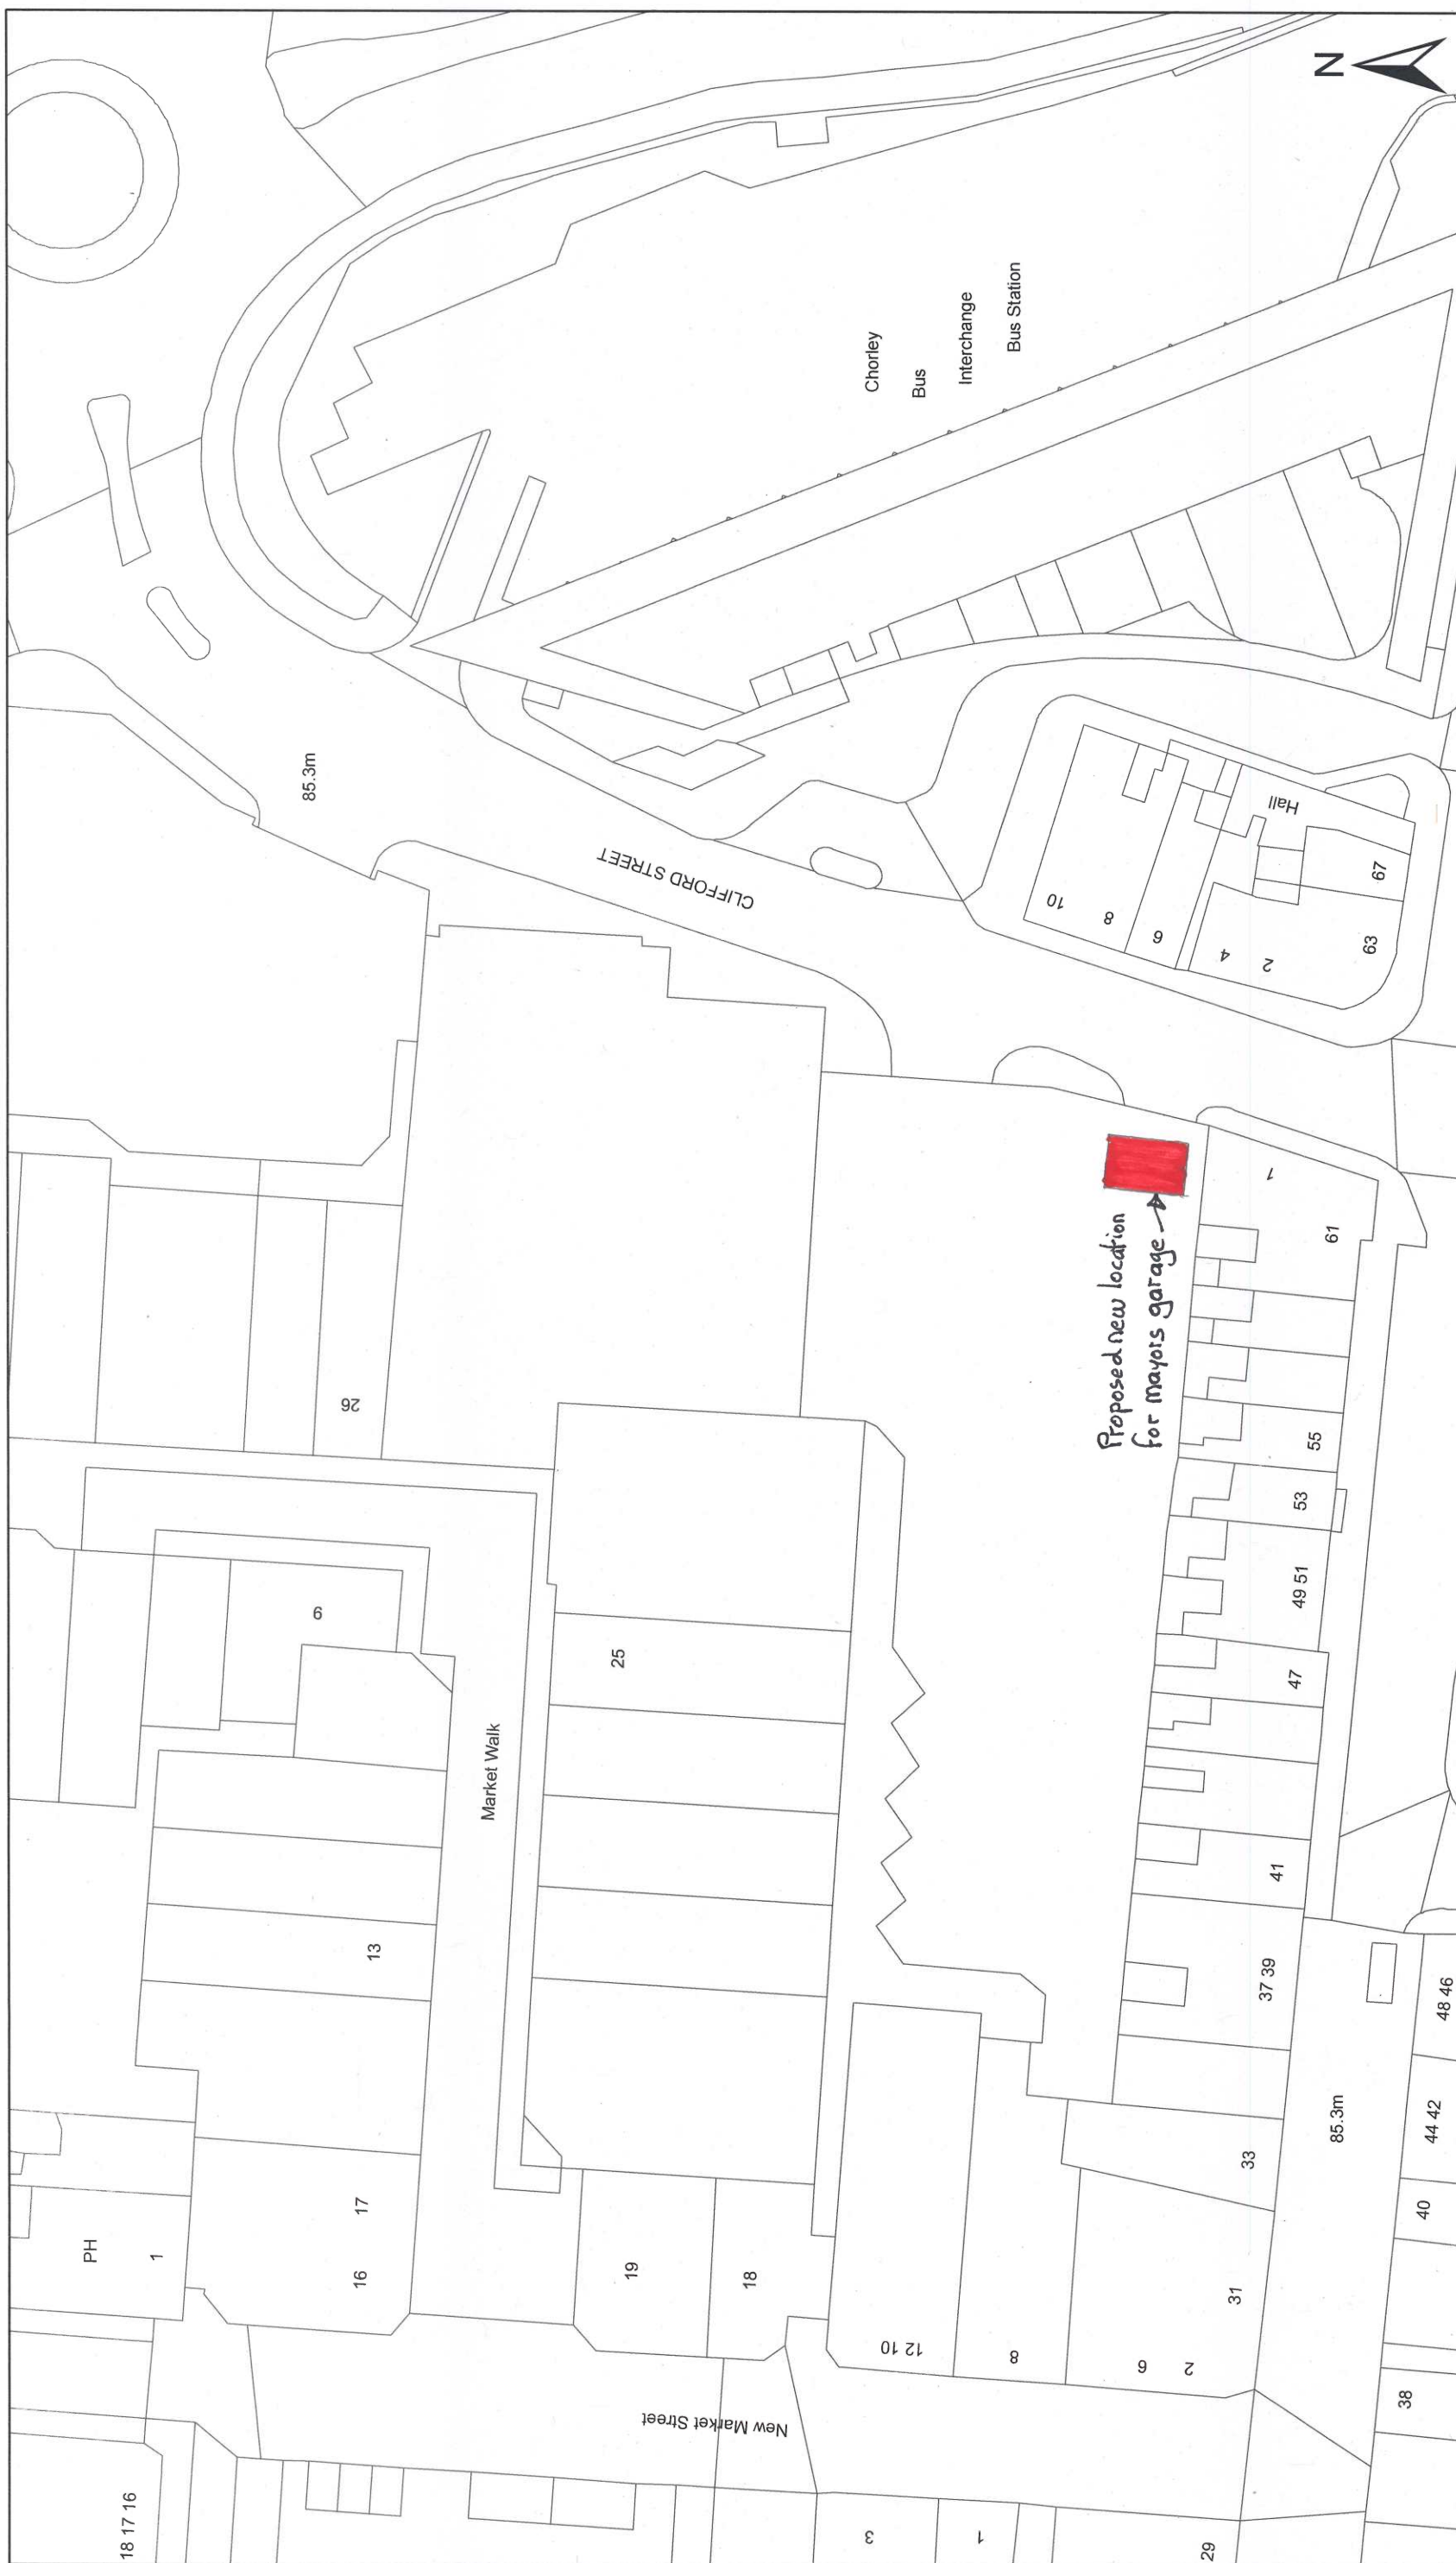 N
Chorley
Bus
Interchange
Bus Station
85.3m
CLIFFORD STREET
10
8
6
4
2
Hall
67
63
1
61
Proposed new location
for mayors garage
26
55
53
49 51
9
25
47
Market Walk
41
13
37 39
48 46
85.3m
44 42
33
40
17
PH
1
16
19
18
31
12 10
8
6
2
38
New Market Street
18 17 16
3
1
29